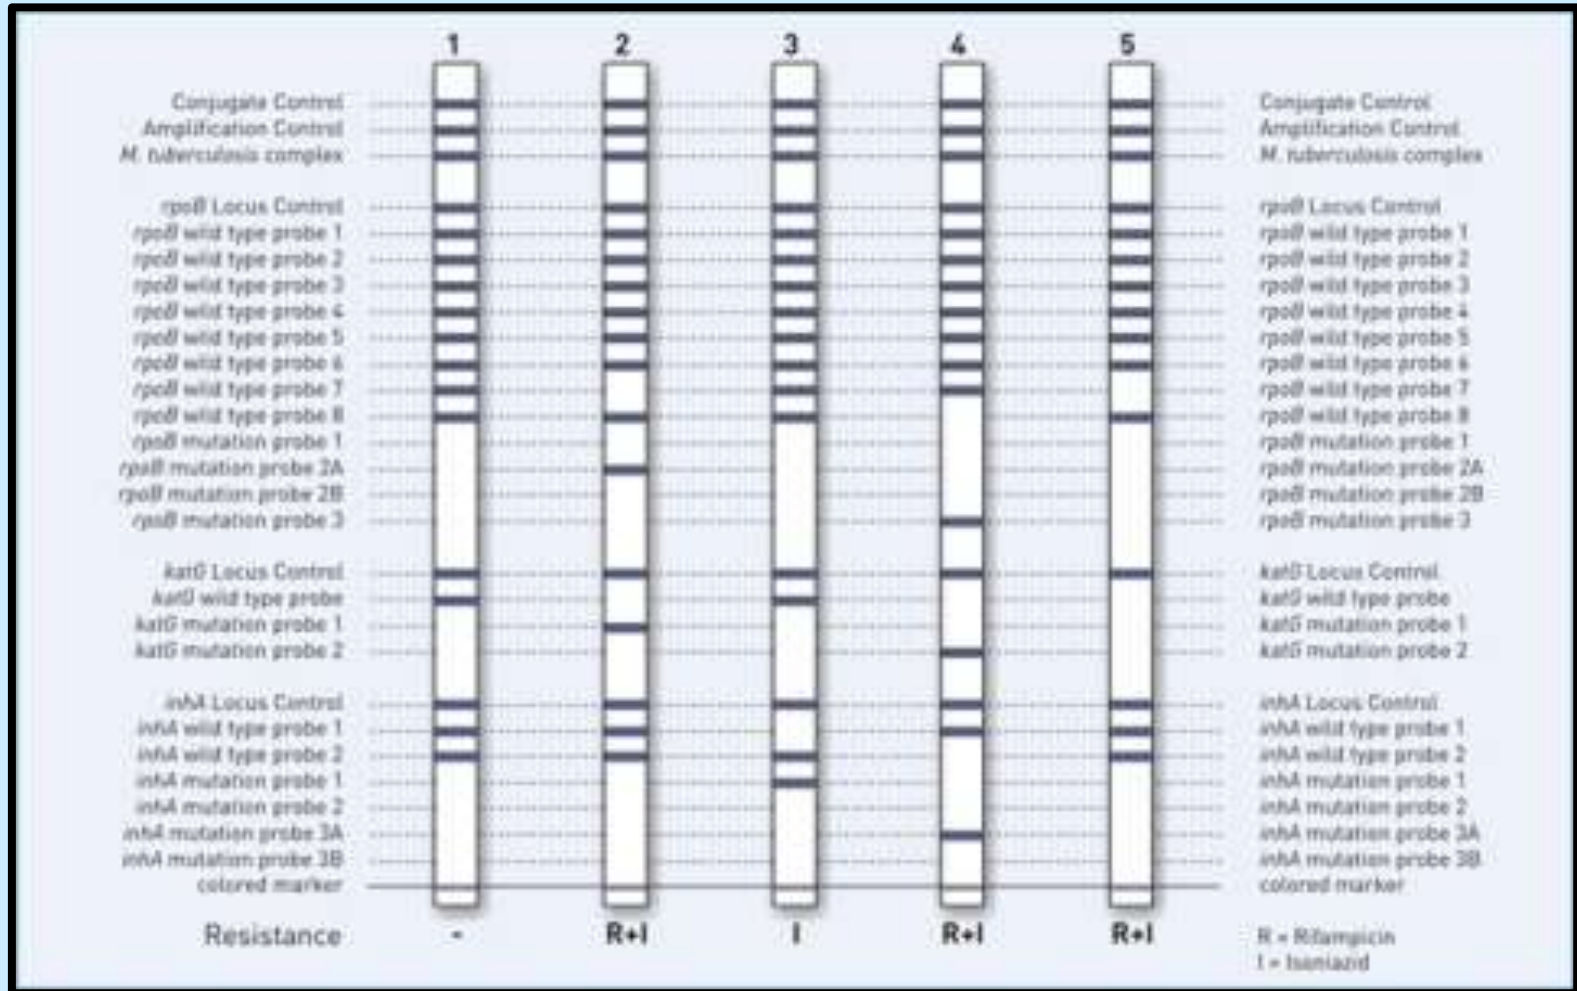 1 2 3 4 5
Conjugate Control Conjugate Control
Amplification Control Amplification Control
M. tuberculosis complex M. tuberculosis complex
rpoB Locus Control rpoB Locus Control
rpoB wild type probe 1 rpoB wild type probe 1
rpoB wild type probe 2 rpoB wild type probe 2
rpoB wild type probe 3 rpoB wild type probe 3
rpoB wild type probe 4 rpoB wild type probe 4
rpoB wild type probe 5 rpoB wild type probe 5
rpoB wild type probe 6 rpoB wild type probe 6
rpoB wild type probe 7 rpoB wild type probe 7
rpoB wild type probe 8 rpoB wild type probe 8
rpoB mutation probe 1 rpoB mutation probe 1
rpoB mutation probe 2A rpoB mutation probe 2A
rpoB mutation probe 2B rpoB mutation probe 2B
rpoB mutation probe 3 rpoB mutation probe 3
katG Locus Control katG Locus Control
katG wild type probe katG wild type probe
katG mutation probe 1 katG mutation probe 1
katG mutation probe 2 katG mutation probe 2
inhA Locus Control inhA Locus Control
inhA wild type probe 1 inhA wild type probe 1
inhA wild type probe 2 inhA wild type probe 2
inhA mutation probe 1 inhA mutation probe 1
inhA mutation probe 2 inhA mutation probe 2
inhA mutation probe 3A inhA mutation probe 3A
inhA mutation probe 3B inhA mutation probe 3B
colored marker colored marker
Resistance - R+I I R+I R+I R = Rifampicin
I = Isoniazid